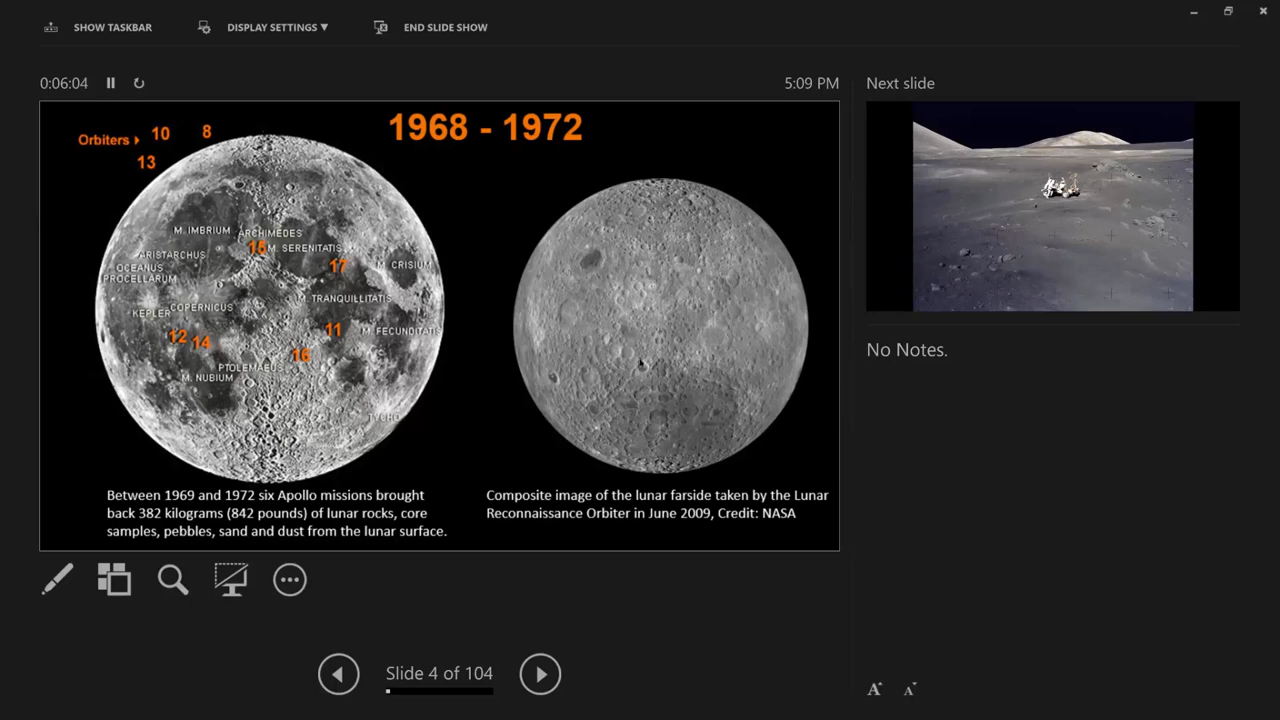 SHOW TASKBAR
DISPLAY SETTINGS ▼
END SLIDE SHOW
0:06:04
5:09 PM
Next slide
1968 - 1972
Orbiters
10
8
13
M. IMBRIUM
ARCHIMEDES
15
M. SERENITATIS
ARISTARCHUS
17
M. CRISIUM
OCEANUS
PROCELLARUM
M. TRANQUILLITATIS
COPERNICUS
KEPLER
11
M. FECUNDITATIS
12
14
16
PTOLEMAEUS
M. NUBIUM
TYCHO
Between 1969 and 1972 six Apollo missions brought
back 382 kilograms (842 pounds) of lunar rocks, core
samples, pebbles, sand and dust from the lunar surface.
Composite image of the lunar farside taken by the Lunar
Reconnaissance Orbiter in June 2009, Credit: NASA
No Notes.
Slide 4 of 104
A
A